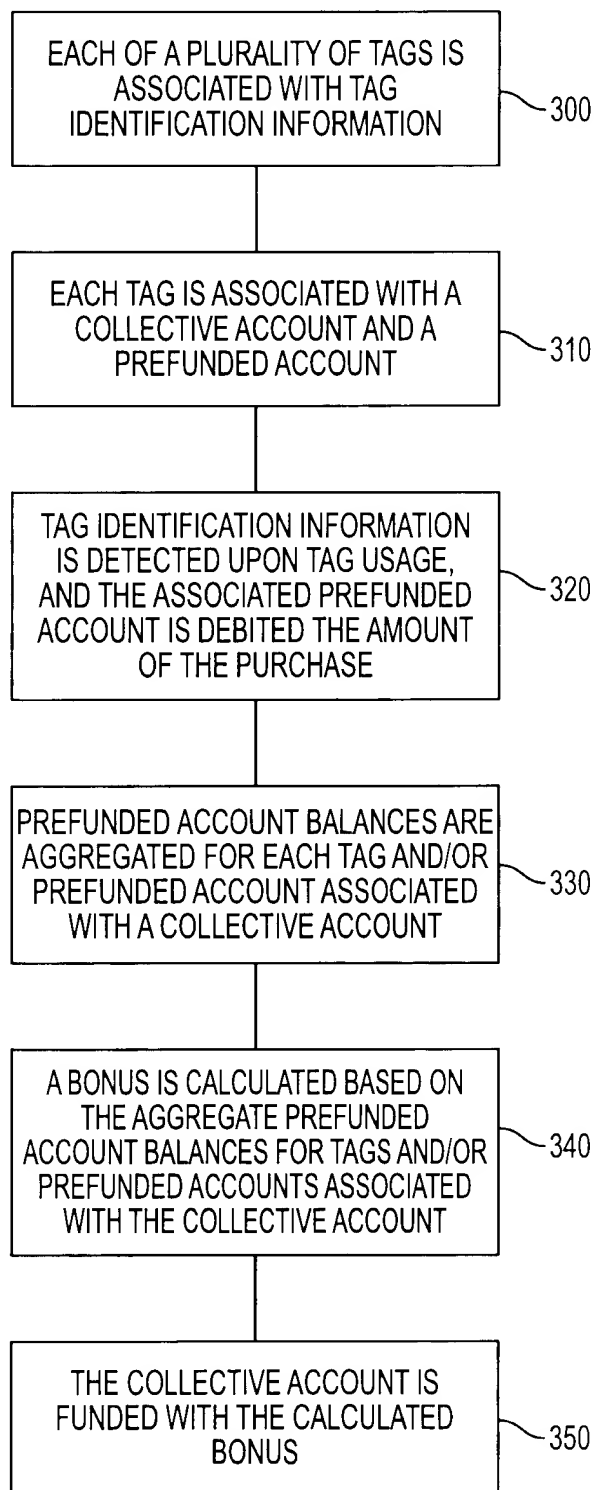 EACH OF A PLURALITY OF TAGS IS
ASSOCIATED WITH TAG
IDENTIFICATION INFORMATION
300
EACH TAG IS ASSOCIATED WITH A
COLLECTIVE ACCOUNT AND A
PREFUNDED ACCOUNT
310
TAG IDENTIFICATION INFORMATION
IS DETECTED UPON TAG USAGE,
AND THE ASSOCIATED PREFUNDED
ACCOUNT IS DEBITED THE AMOUNT
OF THE PURCHASE
320
PREFUNDED ACCOUNT BALANCES ARE
AGGREGATED FOR EACH TAG AND/OR
PREFUNDED ACCOUNT ASSOCIATED
WITH A COLLECTIVE ACCOUNT
330
A BONUS IS CALCULATED BASED ON
THE AGGREGATE PREFUNDED
ACCOUNT BALANCES FOR TAGS AND/OR
PREFUNDED ACCOUNTS ASSOCIATED
WITH THE COLLECTIVE ACCOUNT
340
THE COLLECTIVE ACCOUNT IS
FUNDED WITH THE CALCULATED
BONUS
350